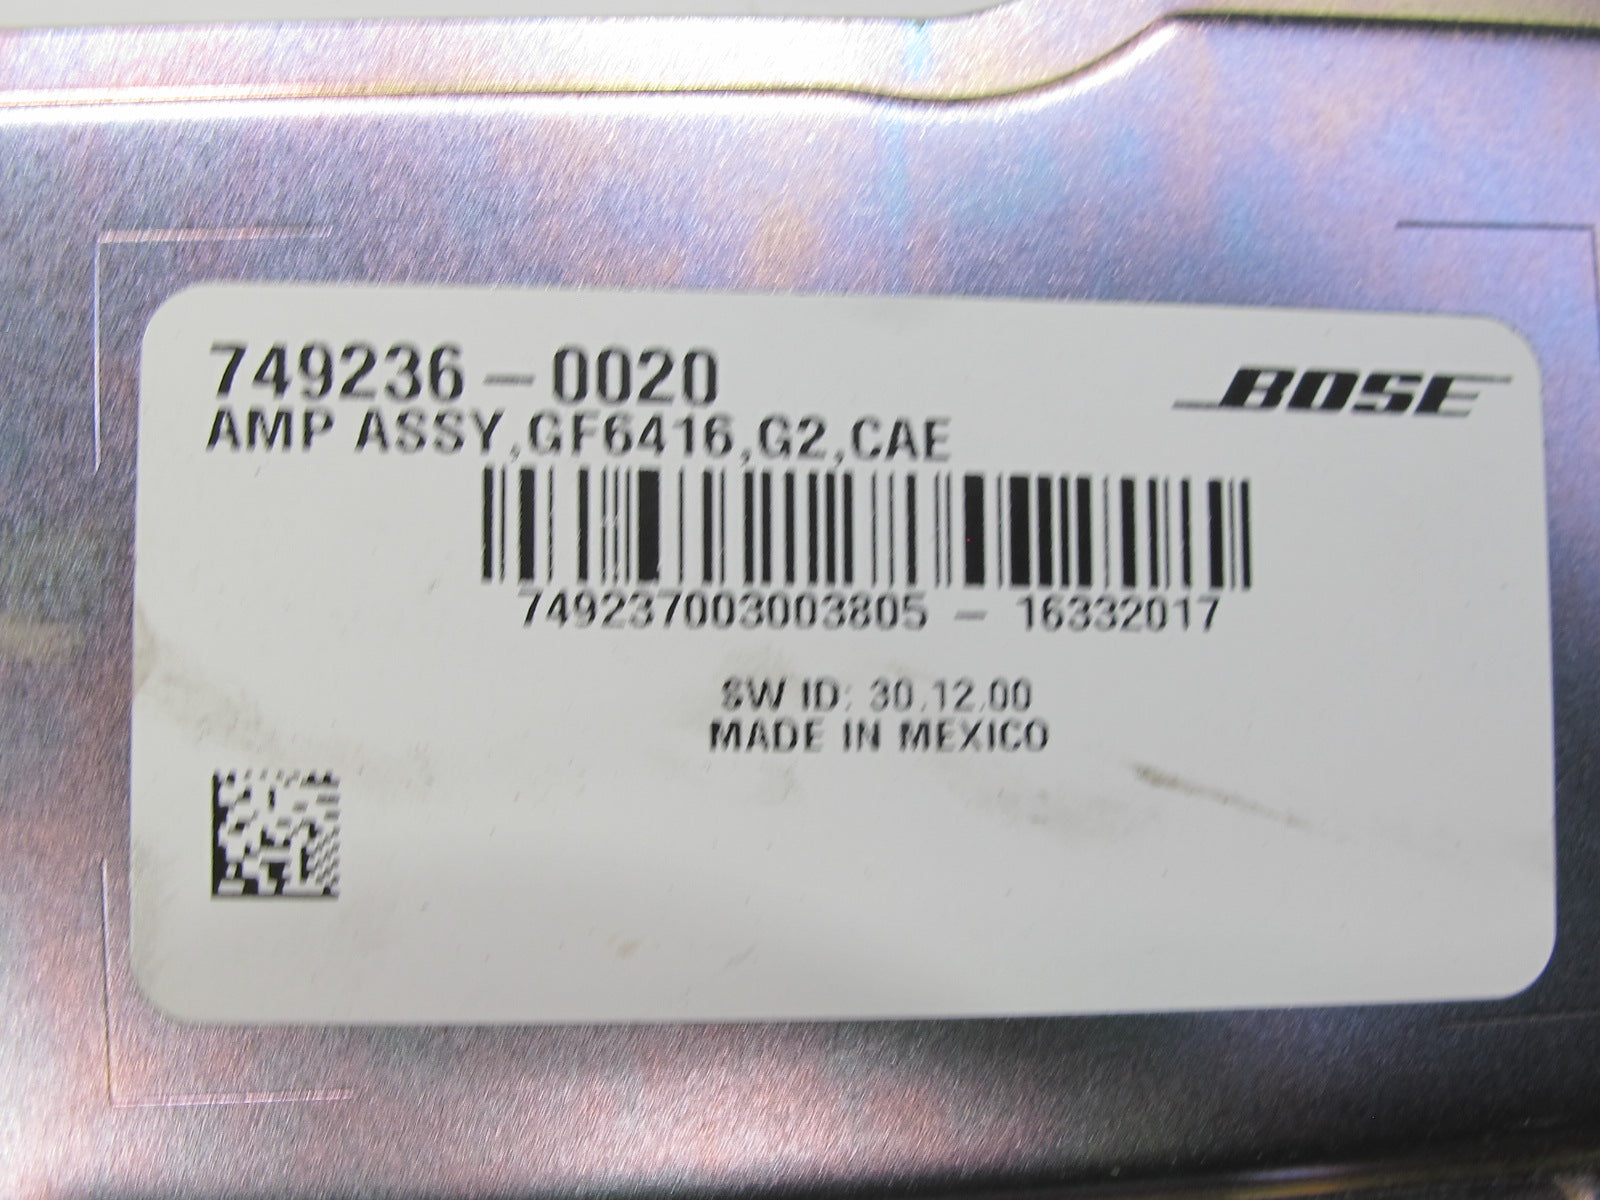 749236-0020
BOSE
AMP ASSY,GF6416,G2,CAE
749237003003805 - 16332017
SW ID: 30.12.00
MADE IN MEXICO